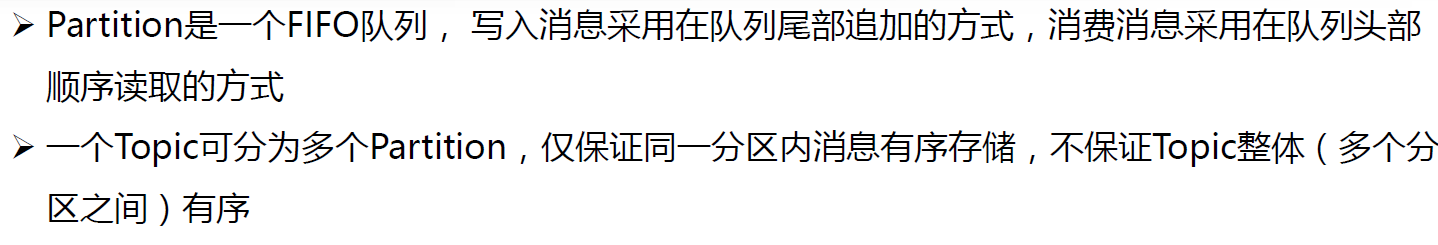 ➢ Partition是一个FIFO队列， 写入消息采用在队列尾部追加的方式，消费消息采用在队列头部
顺序读取的方式
➢ 一个Topic可分为多个Partition，仅保证同一分区内消息有序存储，不保证Topic整体（多个分
区之间）有序